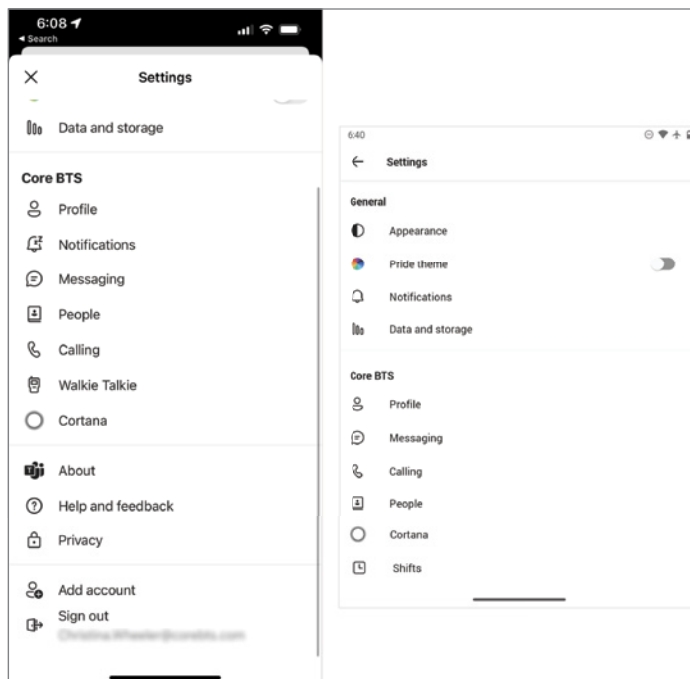 6:08
Search
Settings
Data and storage
Core BTS
Profile
Notifications
Messaging
People
Calling
Walkie Talkie
Cortana
About
Help and feedback
Privacy
Add account
Sign out
6:40
Settings
General
Appearance
Pride theme
Notifications
Data and storage
Core BTS
Profile
Messaging
Calling
People
Cortana
Shifts